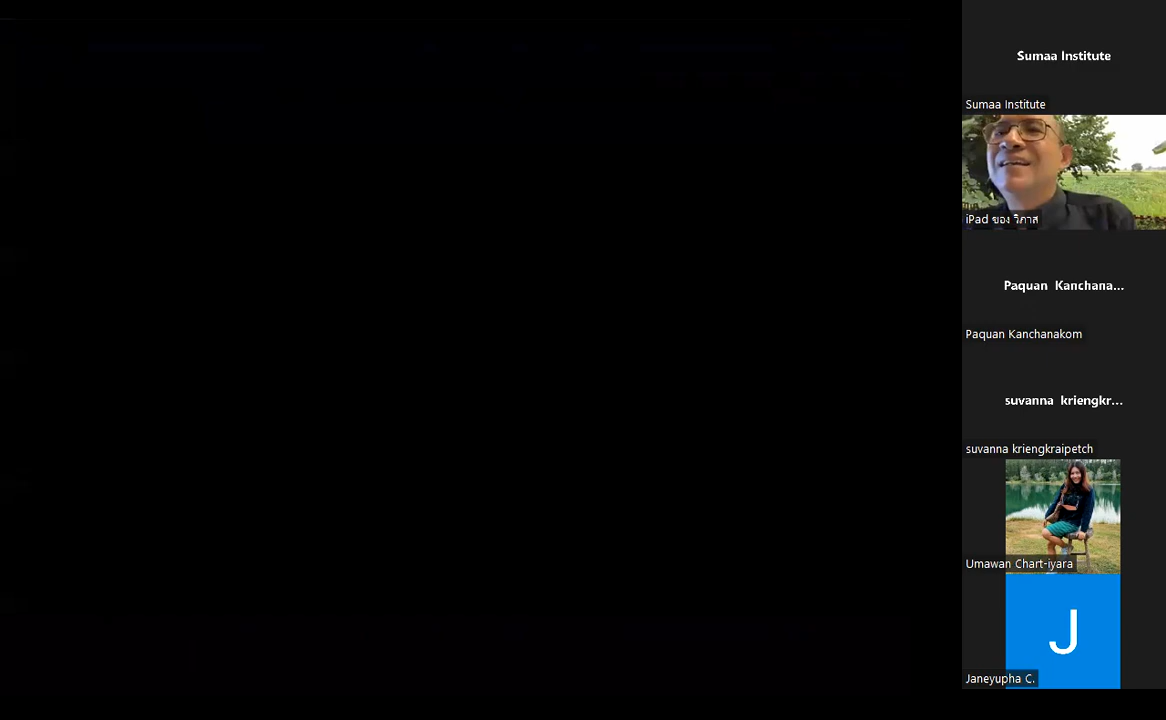 Sumaa Institute
Sumaa Institute
iPad ของ วิภาส
Paquan Kanchana...
Paquan Kanchanakom
suvanna kriengkr...
suvanna kriengkraipetch
Umawan Chart-iyara
J
Janeyupha C.